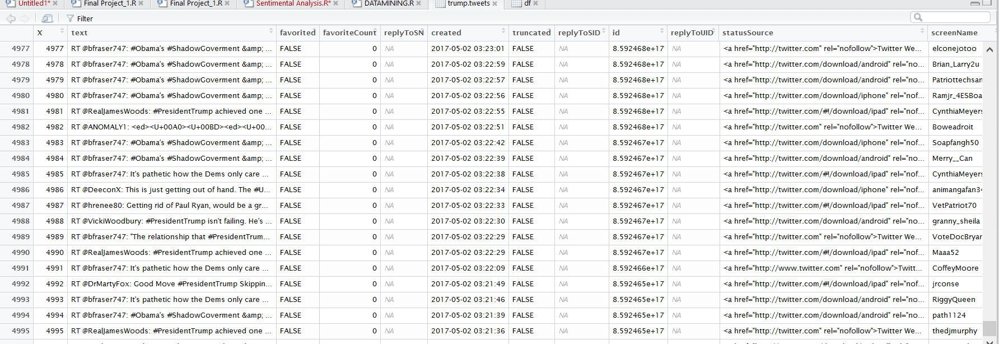 Untitled1* × Final Project_1.R × Final Project_1.R × Sentimental Analysis.R* × DATAMINING.R × trump.tweets × df ×
Filter
X text favorited favoriteCount replyToSN created truncated replyToSID id replyToUID statusSource screenName
4977 4977 RT @bfraser747: #Obama's #ShadowGoverment &amp; ... FALSE 0 NA 2017-05-02 03:23:01 FALSE NA 8.592468e+17 NA <a href="http://twitter.com" rel="nofollow">Twitter We... elconejotoo
4978 4978 RT @bfraser747: #Obama's #ShadowGoverment &amp; ... FALSE 0 NA 2017-05-02 03:22:59 FALSE NA 8.592468e+17 NA <a href="http://twitter.com/download/android" rel="no... Brian_Larry2u
4979 4979 RT @bfraser747: #Obama's #ShadowGoverment &amp; ... FALSE 0 NA 2017-05-02 03:22:57 FALSE NA 8.592468e+17 NA <a href="http://twitter.com/download/android" rel="no... Patriottechsan
4980 4980 RT @bfraser747: #Obama's #ShadowGoverment &amp; ... FALSE 0 NA 2017-05-02 03:22:56 FALSE NA 8.592468e+17 NA <a href="http://twitter.com/download/iphone" rel="nof... Ramjr_4ESBoa
4981 4981 RT @RealJamesWoods: #PresidentTrump achieved one ... FALSE 0 NA 2017-05-02 03:22:55 FALSE NA 8.592468e+17 NA <a href="http://twitter.com/#!/download/ipad" rel="nof... CynthiaMeyers
4982 4982 RT @ANOMALY1: <ed><U+00A0><U+00BD><ed><U+00... FALSE 0 NA 2017-05-02 03:22:51 FALSE NA 8.592468e+17 NA <a href="http://twitter.com" rel="nofollow">Twitter We... Boweadroit
4983 4983 RT @bfraser747: #Obama's #ShadowGoverment &amp; ... FALSE 0 NA 2017-05-02 03:22:42 FALSE NA 8.592467e+17 NA <a href="http://twitter.com/download/iphone" rel="nof... Soapfangh50
4984 4984 RT @bfraser747: #Obama's #ShadowGoverment &amp; ... FALSE 0 NA 2017-05-02 03:22:39 FALSE NA 8.592467e+17 NA <a href="http://twitter.com/download/android" rel="no... Merry__Can
4985 4985 RT @bfraser747: It's pathetic how the Dems only care ... FALSE 0 NA 2017-05-02 03:22:38 FALSE NA 8.592467e+17 NA <a href="http://twitter.com/#!/download/ipad" rel="nof... CynthiaMeyers
4986 4986 RT @DeeconX: This is just getting out of hand. The #U... FALSE 0 NA 2017-05-02 03:22:34 FALSE NA 8.592467e+17 NA <a href="http://twitter.com/download/iphone" rel="nof... animangafan34
4987 4987 RT @hrenee80: Getting rid of Paul Ryan, would be a gr... FALSE 0 NA 2017-05-02 03:22:33 FALSE NA 8.592467e+17 NA <a href="http://twitter.com/#!/download/ipad" rel="nof... VetPatriot70
4988 4988 RT @VickiWoodbury: #PresidentTrump isn't failing. He's ... FALSE 0 NA 2017-05-02 03:22:30 FALSE NA 8.592467e+17 NA <a href="http://twitter.com/download/android" rel="no... granny_sheila
4989 4989 RT @bfraser747: "The relationship that #PresidentTrum... FALSE 0 NA 2017-05-02 03:22:29 FALSE NA 8.592467e+17 NA <a href="http://twitter.com" rel="nofollow">Twitter We... VoteDocBryan
4990 4990 RT @RealJamesWoods: #PresidentTrump achieved one ... FALSE 0 NA 2017-05-02 03:22:29 FALSE NA 8.592467e+17 NA <a href="http://twitter.com/#!/download/ipad" rel="nof... Maaa52
4991 4991 RT @bfraser747: It's pathetic how the Dems only care ... FALSE 0 NA 2017-05-02 03:22:09 FALSE NA 8.592466e+17 NA <a href="http://www.twitter.com" rel="nofollow">Twitt... CoffeyMoore
4992 4992 RT @DrMartyFox: Good Move #PresidentTrump Skippin... FALSE 0 NA 2017-05-02 03:21:49 FALSE NA 8.592465e+17 NA <a href="http://twitter.com/#!/download/ipad" rel="nof... jrconse
4993 4993 RT @bfraser747: It's pathetic how the Dems only care ... FALSE 0 NA 2017-05-02 03:21:46 FALSE NA 8.592465e+17 NA <a href="http://twitter.com/download/android" rel="no... RiggyQueen
4994 4994 RT @bfraser747: #Obama's #ShadowGoverment &amp; ... FALSE 0 NA 2017-05-02 03:21:39 FALSE NA 8.592465e+17 NA <a href="http://twitter.com/download/android" rel="no... path1124
4995 4995 RT @RealJamesWoods: #PresidentTrump achieved one ... FALSE 0 NA 2017-05-02 03:21:36 FALSE NA 8.592465e+17 NA <a href="http://twitter.com" rel="nofollow">Twitter We... thedjmurphy